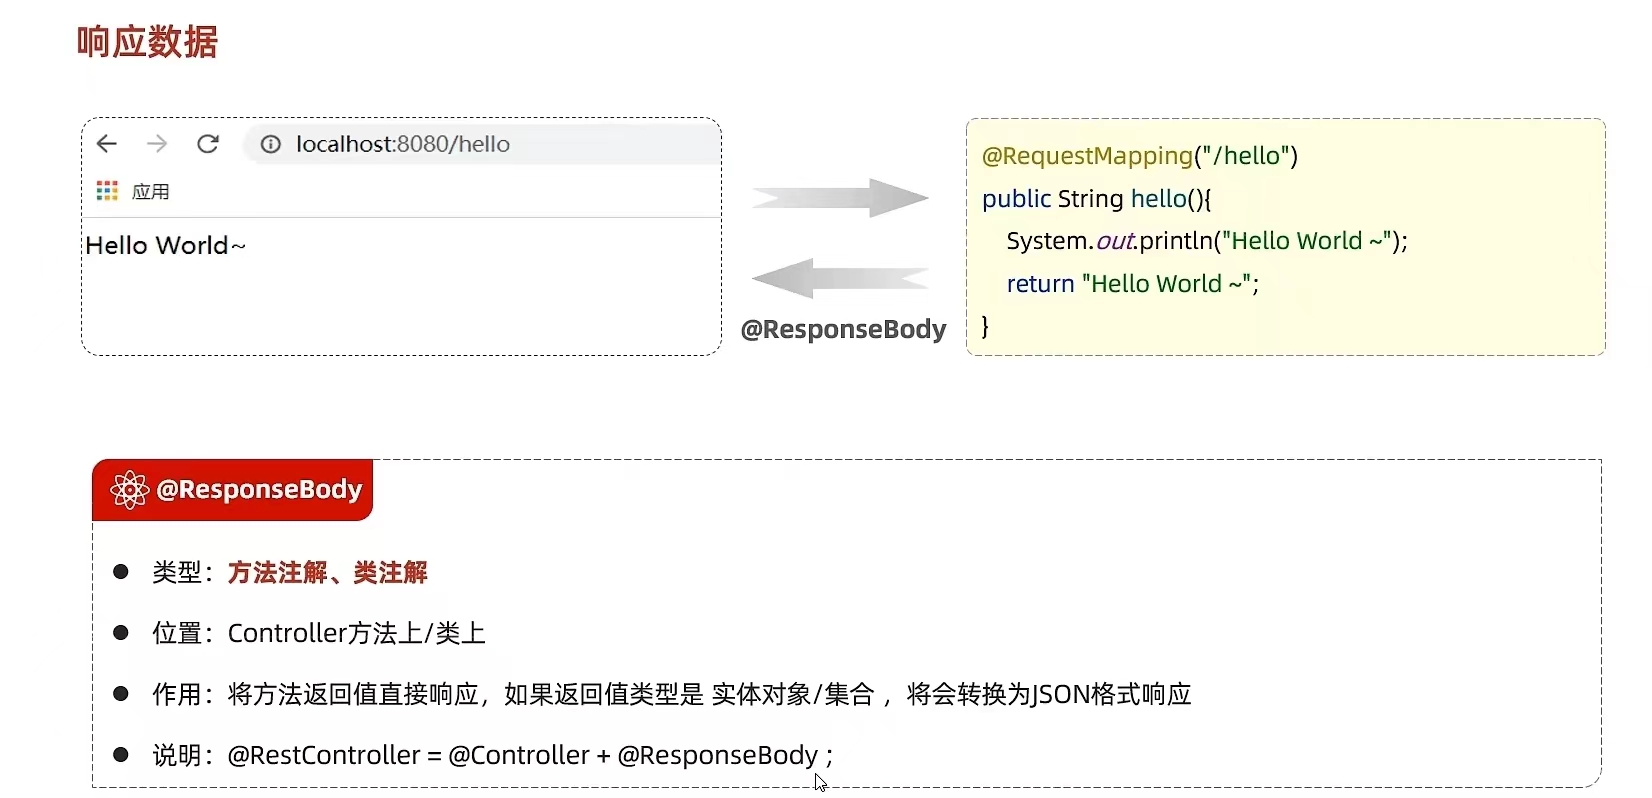 响应数据
localhost:8080/hello
应用
Hello World~
@ResponseBody
@RequestMapping("/hello")
public String hello(){
System.out.println("Hello World ~");
return "Hello World ~";
}
@ResponseBody
类型：方法注解、类注解
位置：Controller方法上/类上
作用：将方法返回值直接响应，如果返回值类型是 实体对象/集合 ，将会转换为JSON格式响应
说明：@RestController = @Controller + @ResponseBody ;